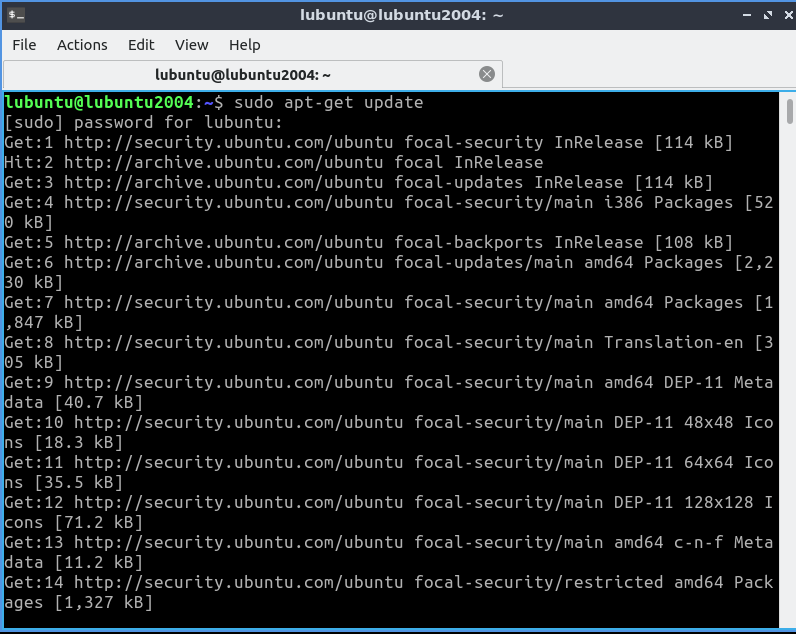 lubuntu@lubuntu2004: ~
File Actions Edit View Help
lubuntu@lubuntu2004: ~
lubuntu@lubuntu2004:~$ sudo apt-get update
[sudo] password for lubuntu:
Get:1 http://security.ubuntu.com/ubuntu focal-security InRelease [114 kB]
Hit:2 http://archive.ubuntu.com/ubuntu focal InRelease
Get:3 http://archive.ubuntu.com/ubuntu focal-updates InRelease [114 kB]
Get:4 http://security.ubuntu.com/ubuntu focal-security/main i386 Packages [52
0 kB]
Get:5 http://archive.ubuntu.com/ubuntu focal-backports InRelease [108 kB]
Get:6 http://archive.ubuntu.com/ubuntu focal-updates/main amd64 Packages [2,2
30 kB]
Get:7 http://security.ubuntu.com/ubuntu focal-security/main amd64 Packages [1
,847 kB]
Get:8 http://security.ubuntu.com/ubuntu focal-security/main Translation-en [3
05 kB]
Get:9 http://security.ubuntu.com/ubuntu focal-security/main amd64 DEP-11 Meta
data [40.7 kB]
Get:10 http://security.ubuntu.com/ubuntu focal-security/main DEP-11 48x48 Ico
ns [18.3 kB]
Get:11 http://security.ubuntu.com/ubuntu focal-security/main DEP-11 64x64 Ico
ns [35.5 kB]
Get:12 http://security.ubuntu.com/ubuntu focal-security/main DEP-11 128x128 I
cons [71.2 kB]
Get:13 http://security.ubuntu.com/ubuntu focal-security/main amd64 c-n-f Meta
data [11.2 kB]
Get:14 http://security.ubuntu.com/ubuntu focal-security/restricted amd64 Pack
ages [1,327 kB]